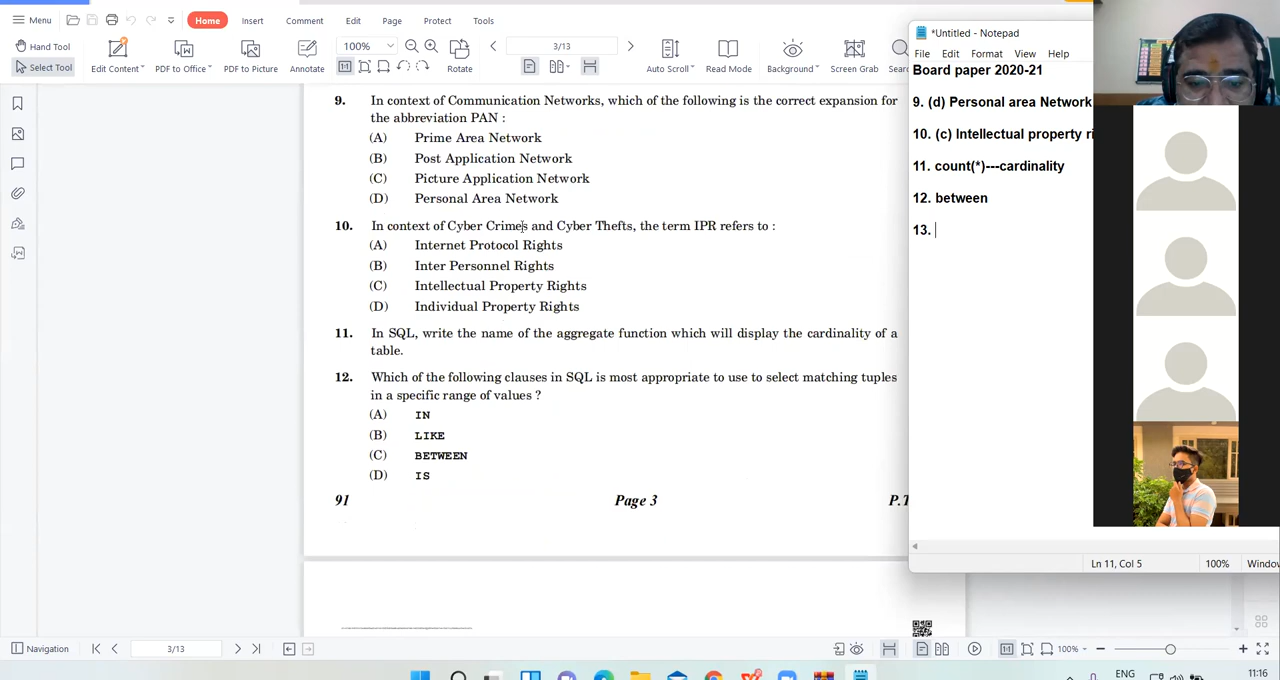 Menu
Home
Insert
Comment
Edit
Page
Protect
Tools
Hand Tool
Select Tool
Edit Content
PDF to Office
PDF to Picture
Annotate
100%
Rotate
3/13
Auto Scroll
Read Mode
Background
Screen Grab
9. In context of Communication Networks, which of the following is the correct expansion for
the abbreviation PAN :
(A) Prime Area Network
(B) Post Application Network
(C) Picture Application Network
(D) Personal Area Network
10. In context of Cyber Crimes and Cyber Thefts, the term IPR refers to :
(A) Internet Protocol Rights
(B) Inter Personnel Rights
(C) Intellectual Property Rights
(D) Individual Property Rights
11. In SQL, write the name of the aggregate function which will display the cardinality of a
table.
12. Which of the following clauses in SQL is most appropriate to use to select matching tuples
in a specific range of values ?
(A) IN
(B) LIKE
(C) BETWEEN
(D) IS
91 Page 3 P.T
*Untitled - Notepad
File Edit Format View Help
Board paper 2020-21
9. (d) Personal area Network
10. (c) Intellectual property ri
11. count(*)---cardinality
12. between
13.
Ln 11, Col 5 100% Window
Navigation 3/13 100%
ENG 11:16